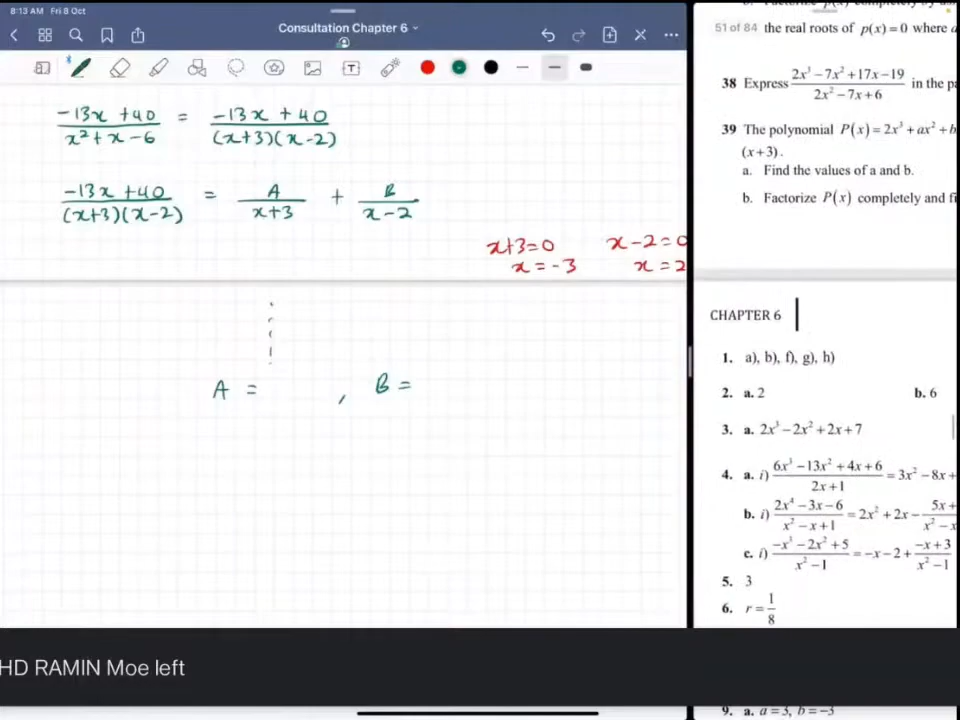 8:13 AM Fri 8 Oct
Consultation Chapter 6
-13x + 40 / x² + x - 6 = -13x + 40 / (x+3)(x-2)
-13x + 40 / (x+3)(x-2) = A / x+3 + B / x-2
x+3=0 x-2=0
x=-3 x=2
A = , B =
51 of 84 the real roots of p(x)=0 where
38 Express 2x³-7x²+17x-19 / 2x²-7x+6 in the
39 The polynomial P(x)=2x³+ax²+
(x+3).
a. Find the values of a and b.
b. Factorize P(x) completely and
CHAPTER 6
1. a), b), f), g), h)
2. a. 2 b. 6
3. a. 2x³-2x²+2x+7
4. a. i) 6x³-13x²+4x+6 / 2x+1 = 3x²-8x+
b. i) 2x⁴-3x-6 / x²-x+1 = 2x²+2x- 5x+ / x²-
c. i) -x³-2x²+5 / x²-1 = -x-2+ -x+3 / x²-1
5. 3
6. r= 1/8
HD RAMIN Moe left
9. a. a=3, b=-3